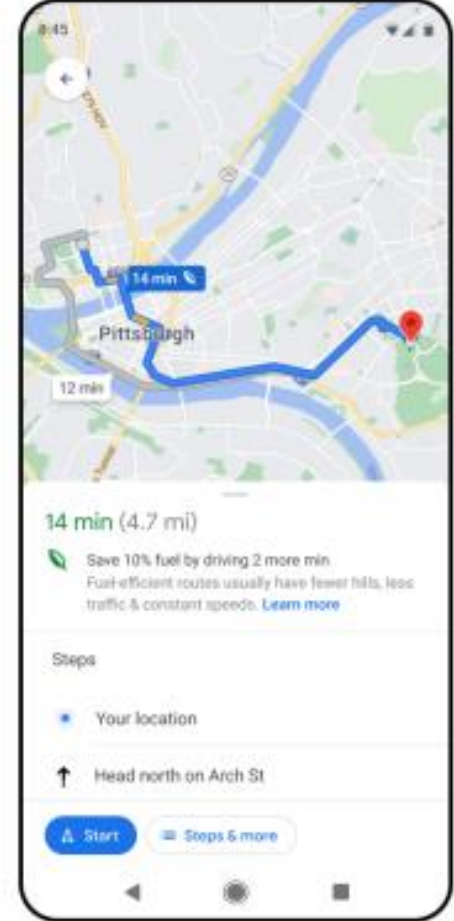 8:45
14 min
Pittsburgh
12 min
14 min (4.7 mi)
Save 10% fuel by driving 2 more min
Fuel-efficient routes usually have fewer hills, less
traffic & constant speeds. Learn more
Steps
Your location
Head north on Arch St
Start
Steps & more